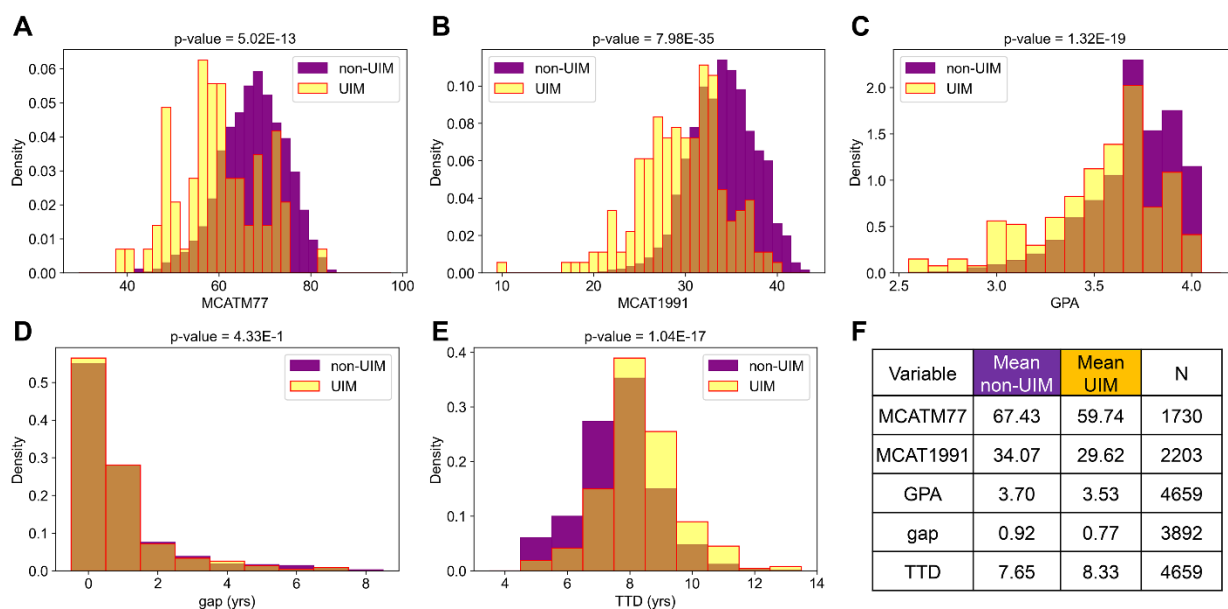 A
p-value = 5.02E-13
Density
0.06
0.05
0.04
0.03
0.02
0.01
0.00
40
60
80
100
MCATM77
non-UIM
UIM
B
p-value = 7.98E-35
Density
0.10
0.08
0.06
0.04
0.02
0.00
10
20
30
40
MCAT1991
non-UIM
UIM
C
p-value = 1.32E-19
Density
2.0
1.5
1.0
0.5
0.0
2.5
3.0
3.5
4.0
GPA
non-UIM
UIM
D
p-value = 4.33E-1
Density
0.5
0.4
0.3
0.2
0.1
0.0
0
2
4
6
8
gap (yrs)
non-UIM
UIM
E
p-value = 1.04E-17
Density
0.4
0.3
0.2
0.1
0.0
4
6
8
10
12
14
TTD (yrs)
non-UIM
UIM
F
Variable Mean non-UIM Mean UIM N
MCATM77 67.43 59.74 1730
MCAT1991 34.07 29.62 2203
GPA 3.70 3.53 4659
gap 0.92 0.77 3892
TTD 7.65 8.33 4659